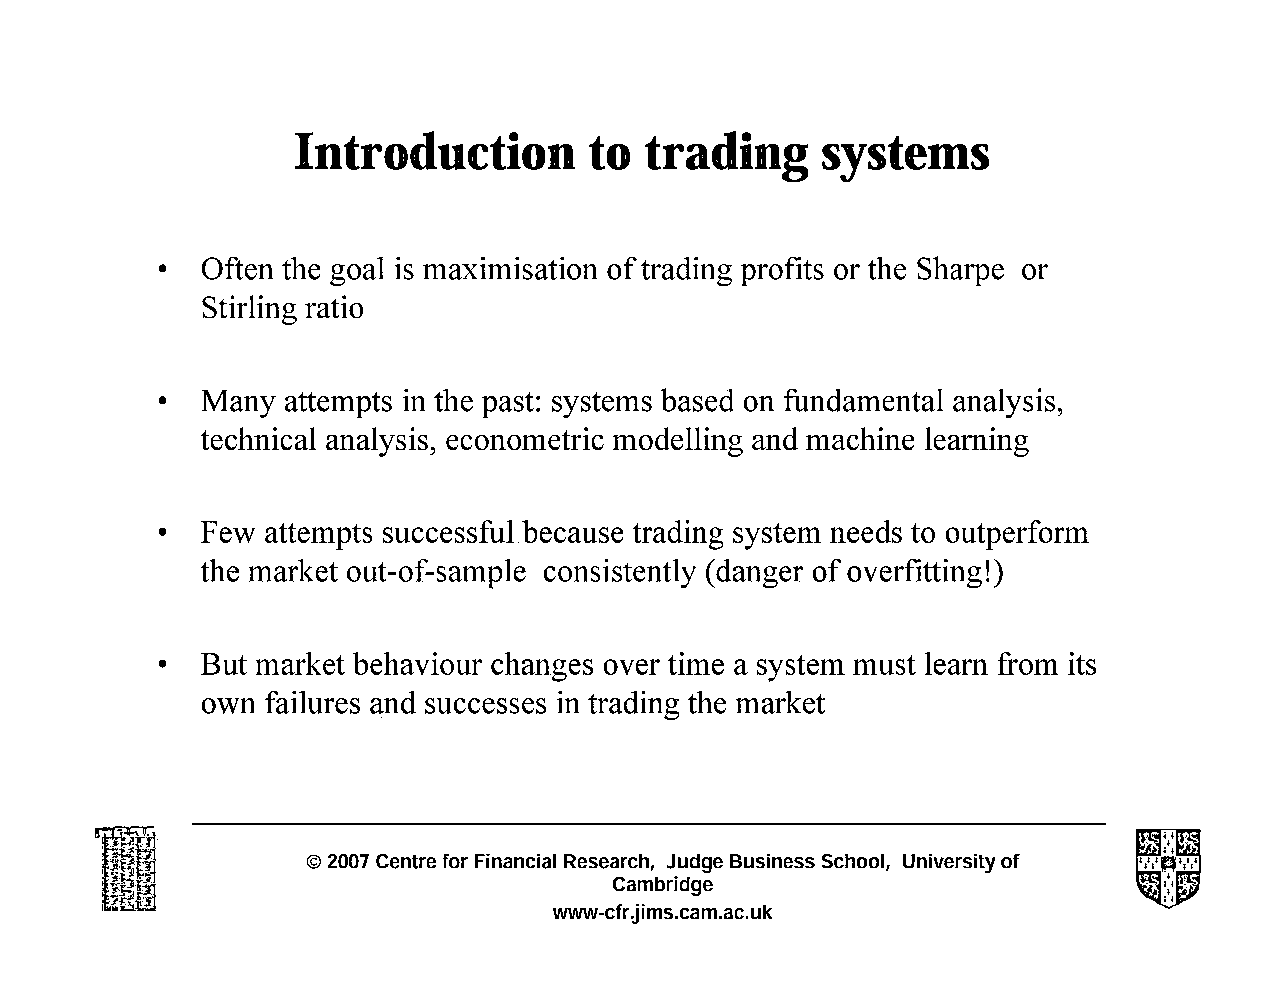 Introduction to trading systems
• Often the goal is maximisation of trading profits or the Sharpe or
Stirling ratio
• Many attempts in the past: systems based on fundamental analysis,
technical analysis, econometric modelling and machine learning
• Few attempts successful because trading system needs to outperform
the market out-of-sample consistently (danger of overfitting!)
• But market behaviour changes over time a system must learn from its
own failures and successes in trading the market
© 2007 Centre for Financial Research, Judge Business School, University of
Cambridge
www-cfr.jims.cam.ac.uk